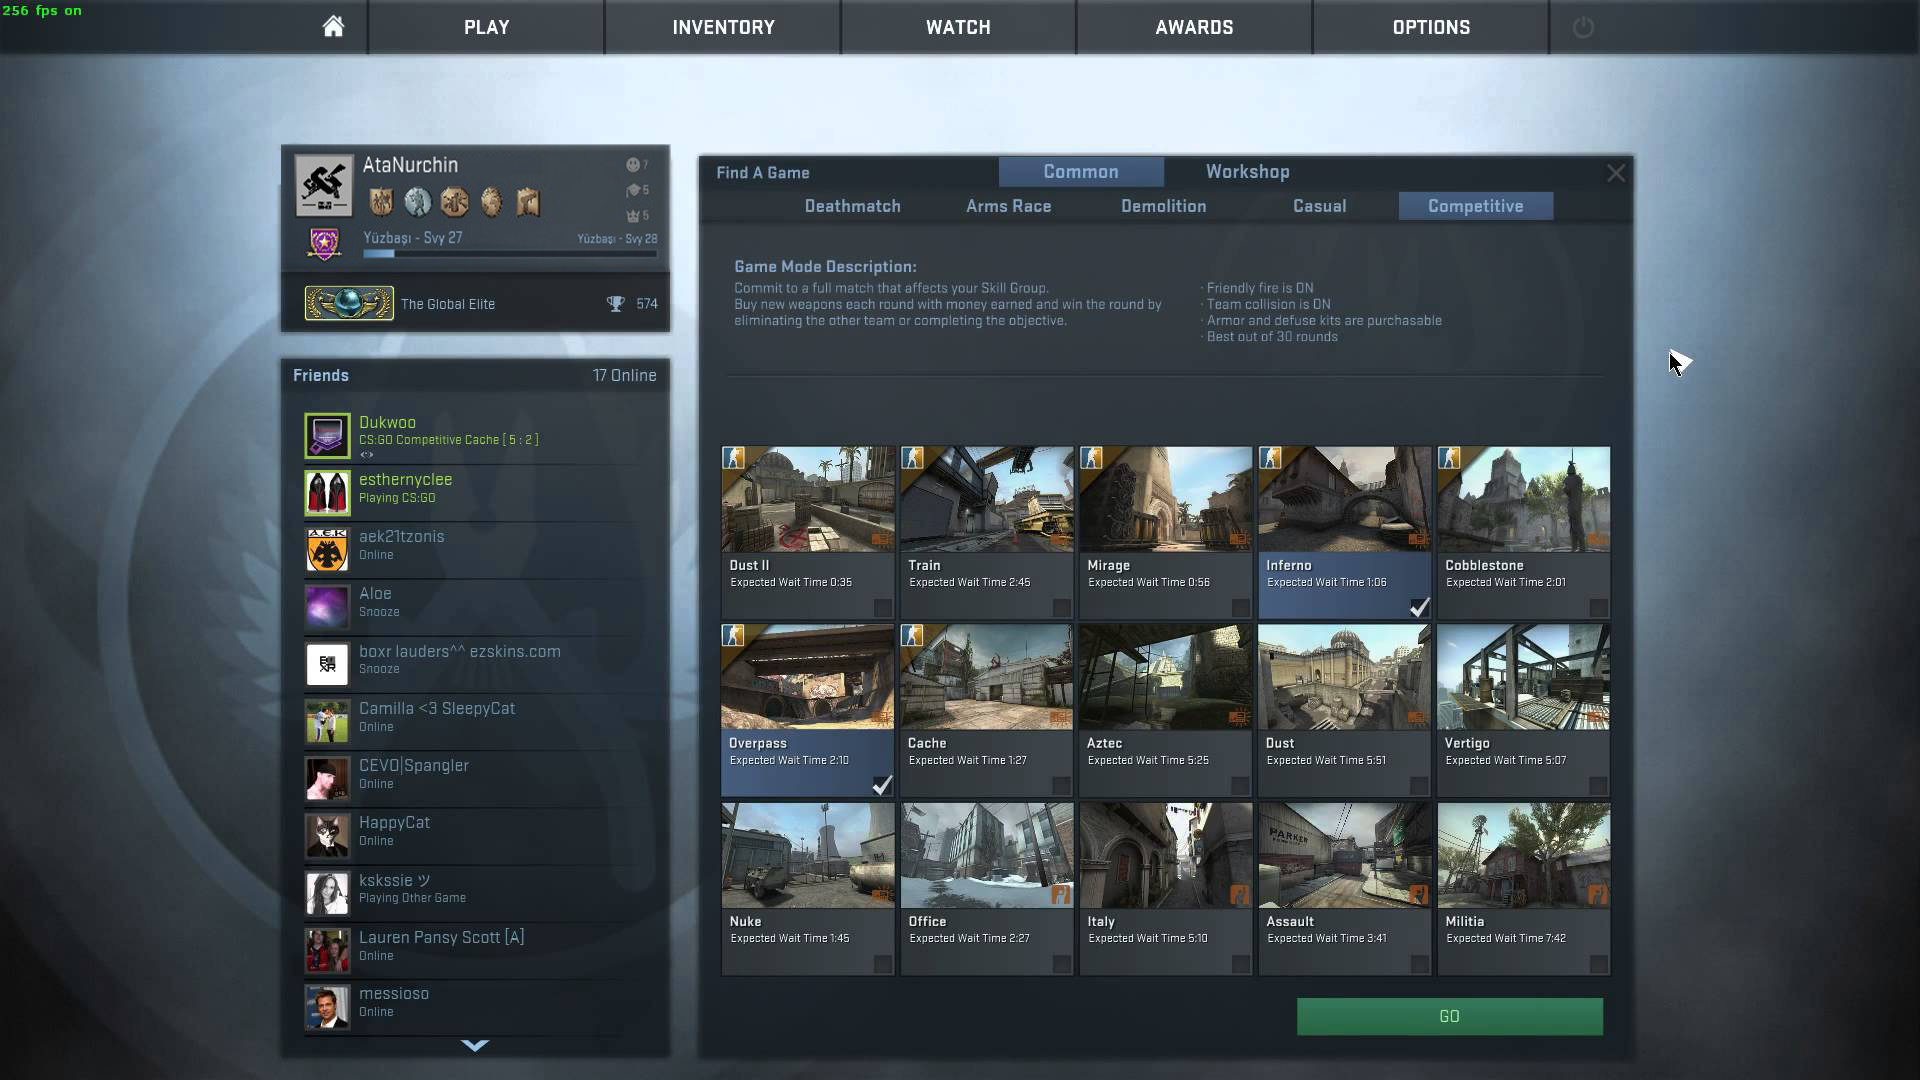 256 fps on
PLAY
INVENTORY
WATCH
AWARDS
OPTIONS
AtaNurchin
7
5
5
Yüzbaşı - Svy 27
Yüzbaşı - Svy 28
The Global Elite
574
Friends
17 Online
Dukwoo
CS:GO Competitive Cache [ 5 : 2 ]
esthernyclee
Playing CS:GO
A.E.K
aek21tzonis
Online
Aloe
Snooze
boxr lauders^^ ezskins.com
Snooze
Camilla <3 SleepyCat
Online
CEVO|Spangler
Online
HappyCat
Online
kskssie ツ
Playing Other Game
Lauren Pansy Scott [A]
Online
messioso
Online
Find A Game
Common
Workshop
Deathmatch
Arms Race
Demolition
Casual
Competitive
Game Mode Description:
Commit to a full match that affects your Skill Group.
Buy new weapons each round with money earned and win the round by
eliminating the other team or completing the objective.
· Friendly fire is ON
· Team collision is ON
· Armor and defuse kits are purchasable
· Best out of 30 rounds
Dust II
Expected Wait Time 0:35
Train
Expected Wait Time 2:45
Mirage
Expected Wait Time 0:56
Inferno
Expected Wait Time 1:06
Cobblestone
Expected Wait Time 2:01
Overpass
Expected Wait Time 2:10
Cache
Expected Wait Time 1:27
Aztec
Expected Wait Time 5:25
Dust
Expected Wait Time 5:51
Vertigo
Expected Wait Time 5:07
Nuke
Expected Wait Time 1:45
Office
Expected Wait Time 2:27
Italy
Expected Wait Time 5:10
PARKER
Assault
Expected Wait Time 3:41
Militia
Expected Wait Time 7:42
GO